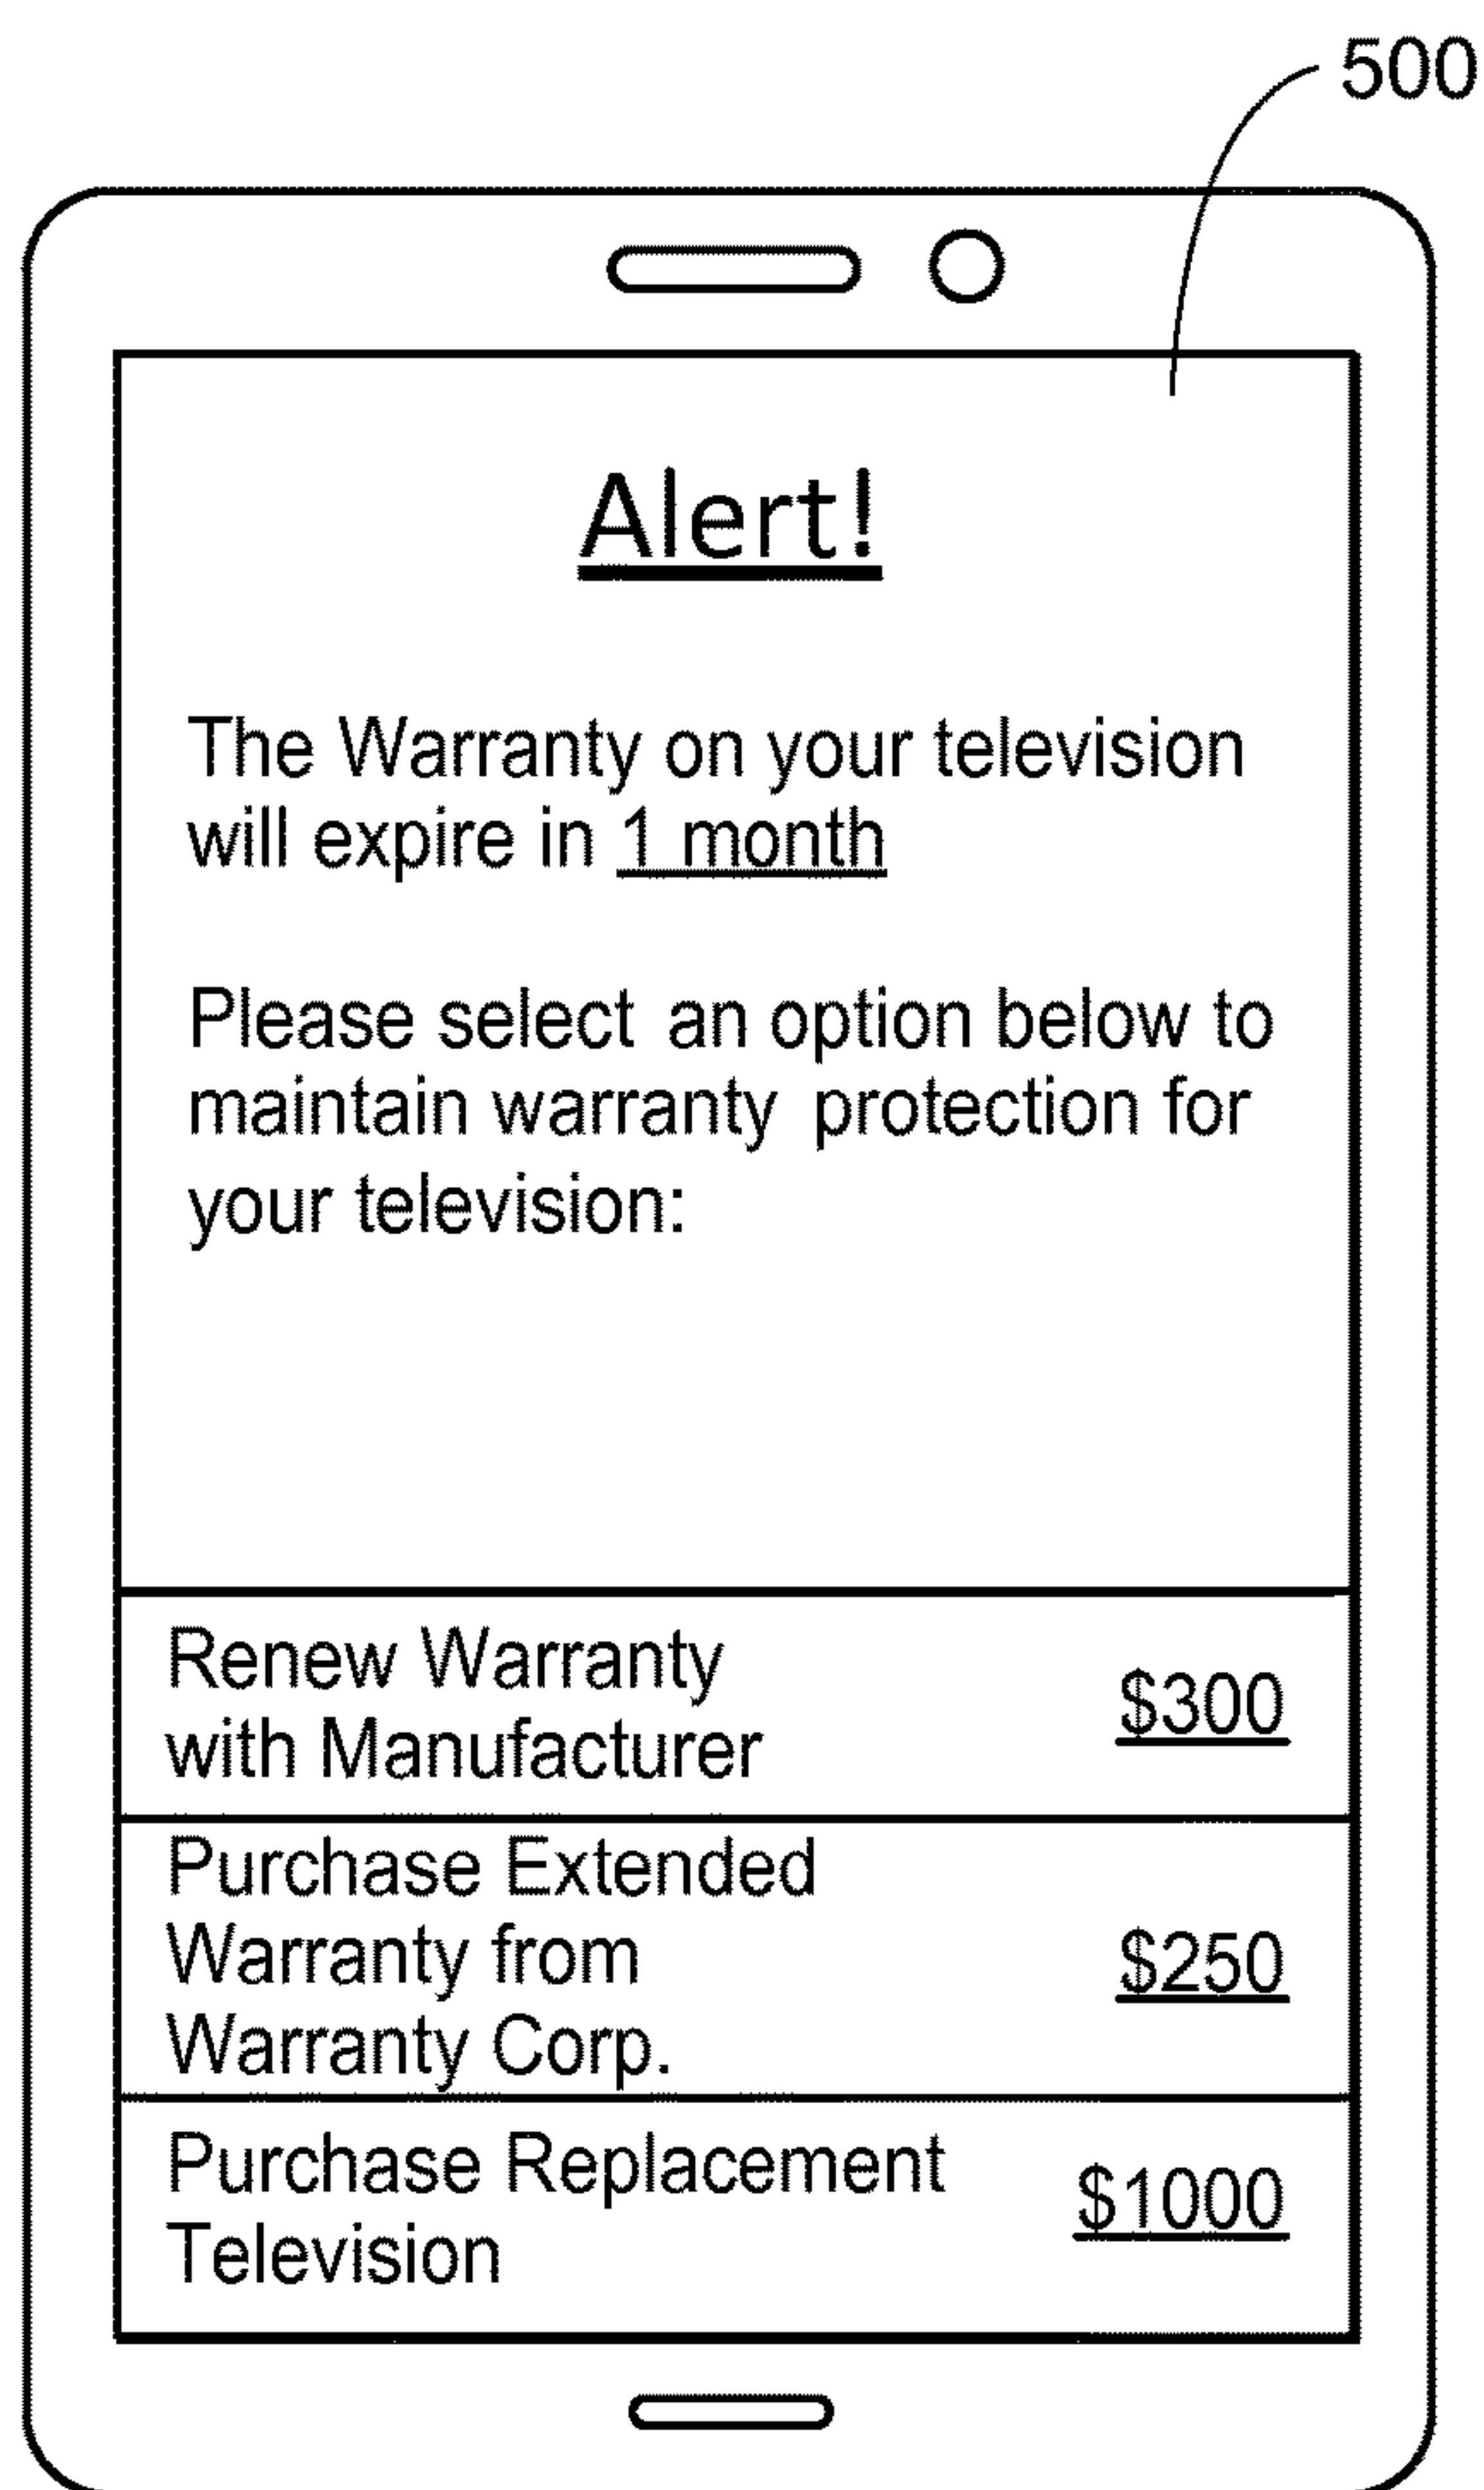 500
Alert!
The Warranty on your television
will expire in 1 month
Please select an option below to
maintain warranty protection for
your television:
Renew Warranty
with Manufacturer
$300
Purchase Extended
Warranty from
Warranty Corp.
$250
Purchase Replacement
Television
$1000